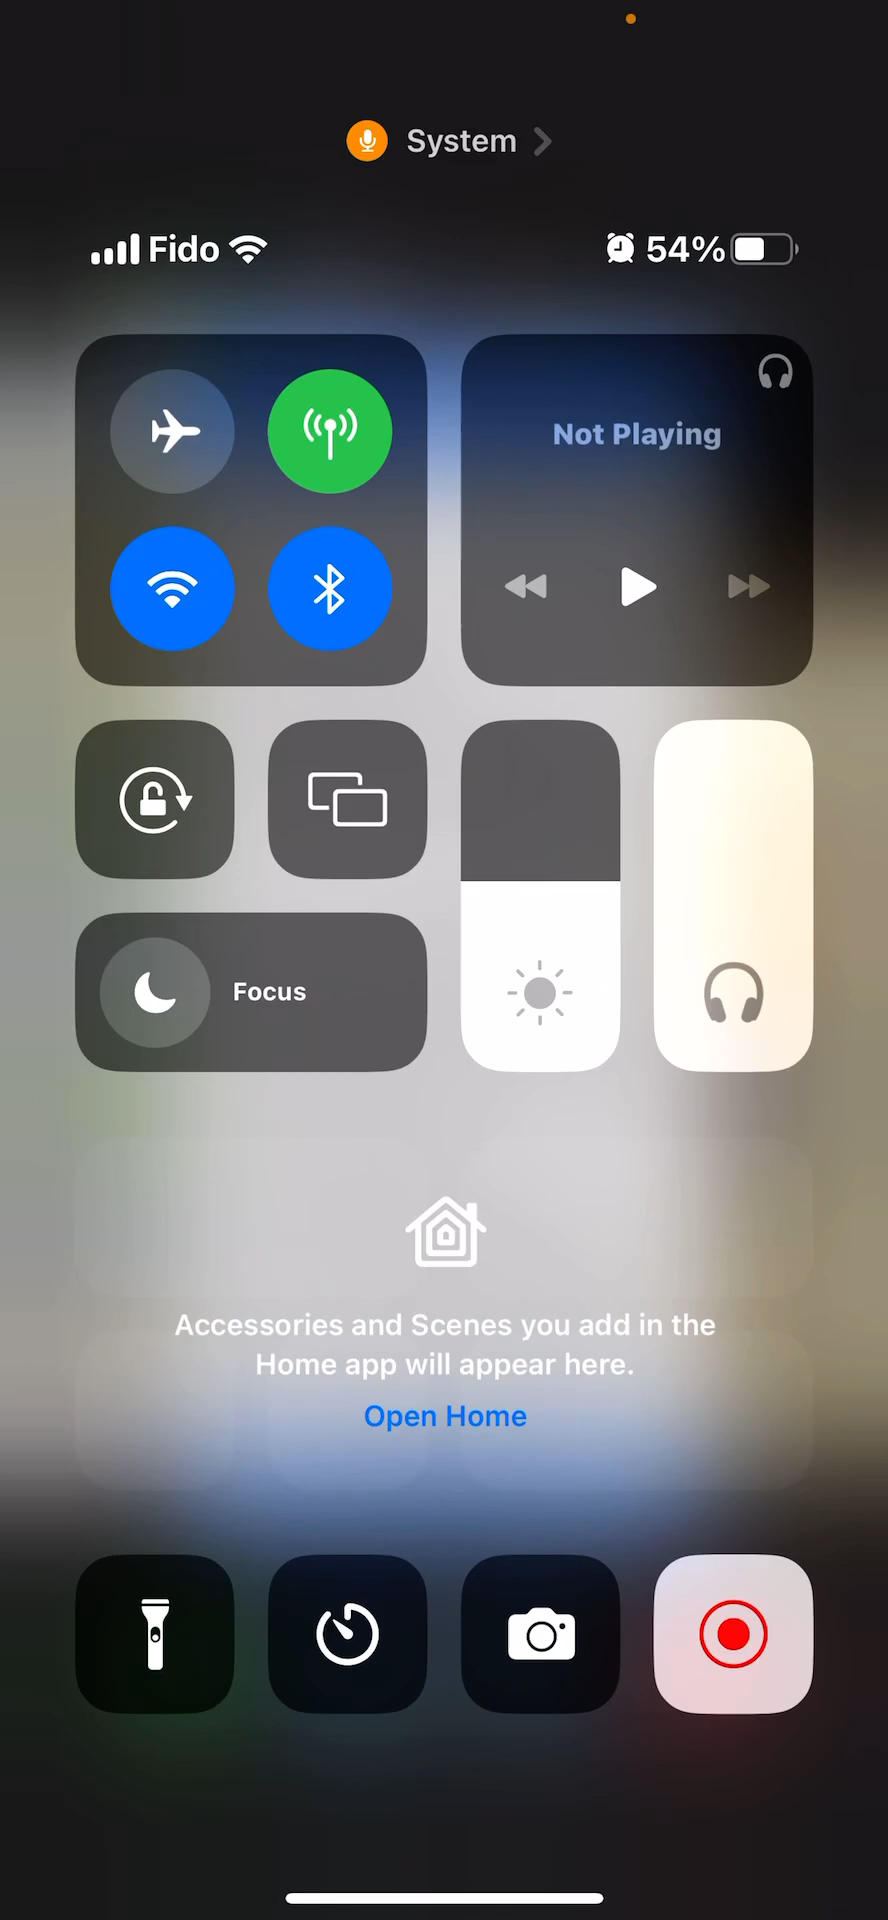 System
Fido
54%
Not Playing
Focus
Accessories and Scenes you add in the
Home app will appear here.
Open Home